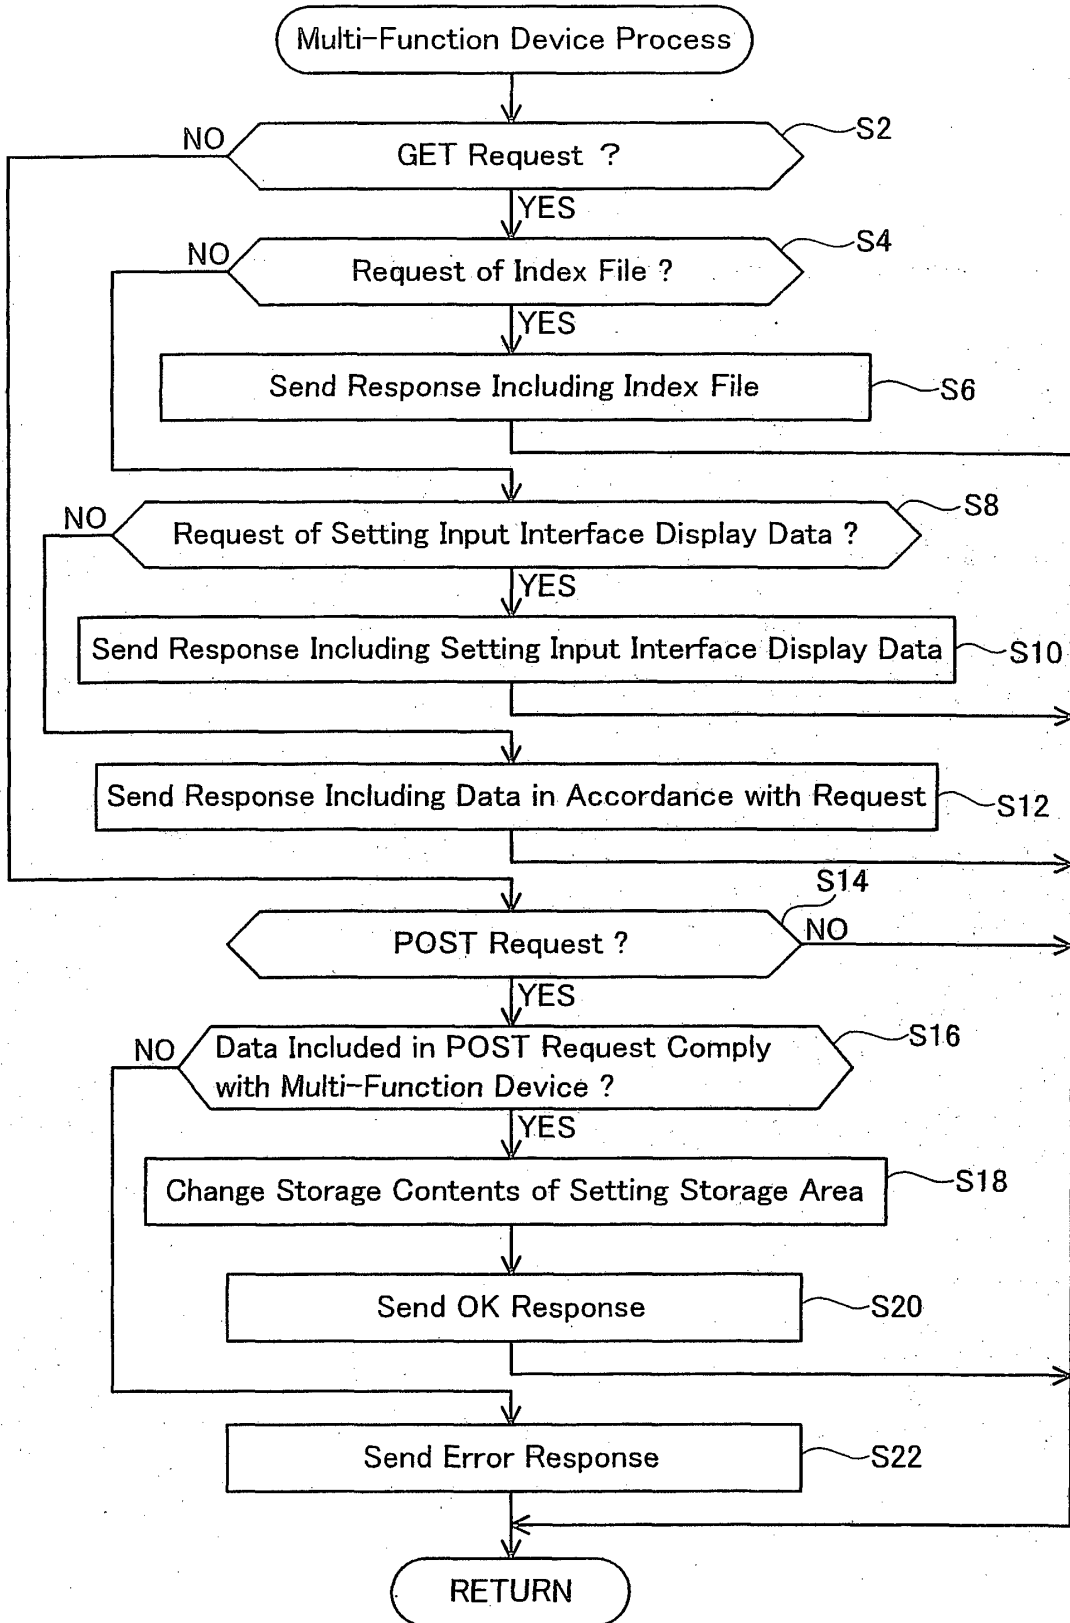 Multi-Function Device Process
S2
NO
GET Request ?
YES
S4
NO
Request of Index File ?
YES
Send Response Including Index File
S6
S8
NO
Request of Setting Input Interface Display Data ?
YES
Send Response Including Setting Input Interface Display Data
S10
Send Response Including Data in Accordance with Request
S12
S14
POST Request ?
NO
YES
S16
NO
Data Included in POST Request Comply
with Multi-Function Device ?
YES
Change Storage Contents of Setting Storage Area
S18
Send OK Response
S20
Send Error Response
S22
RETURN